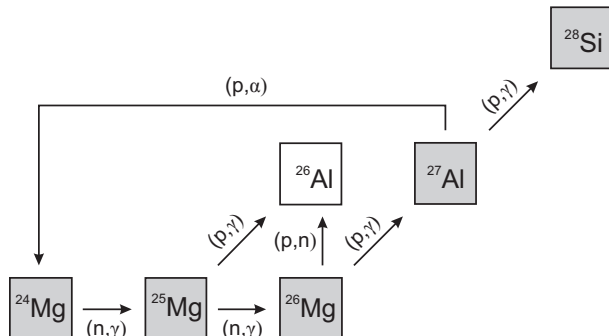 ²⁸Si
(p,α)
(p,γ)
²⁶Al
²⁷Al
(p,γ)
(p,n)
(p,γ)
²⁴Mg
²⁵Mg
²⁶Mg
(n,γ)
(n,γ)